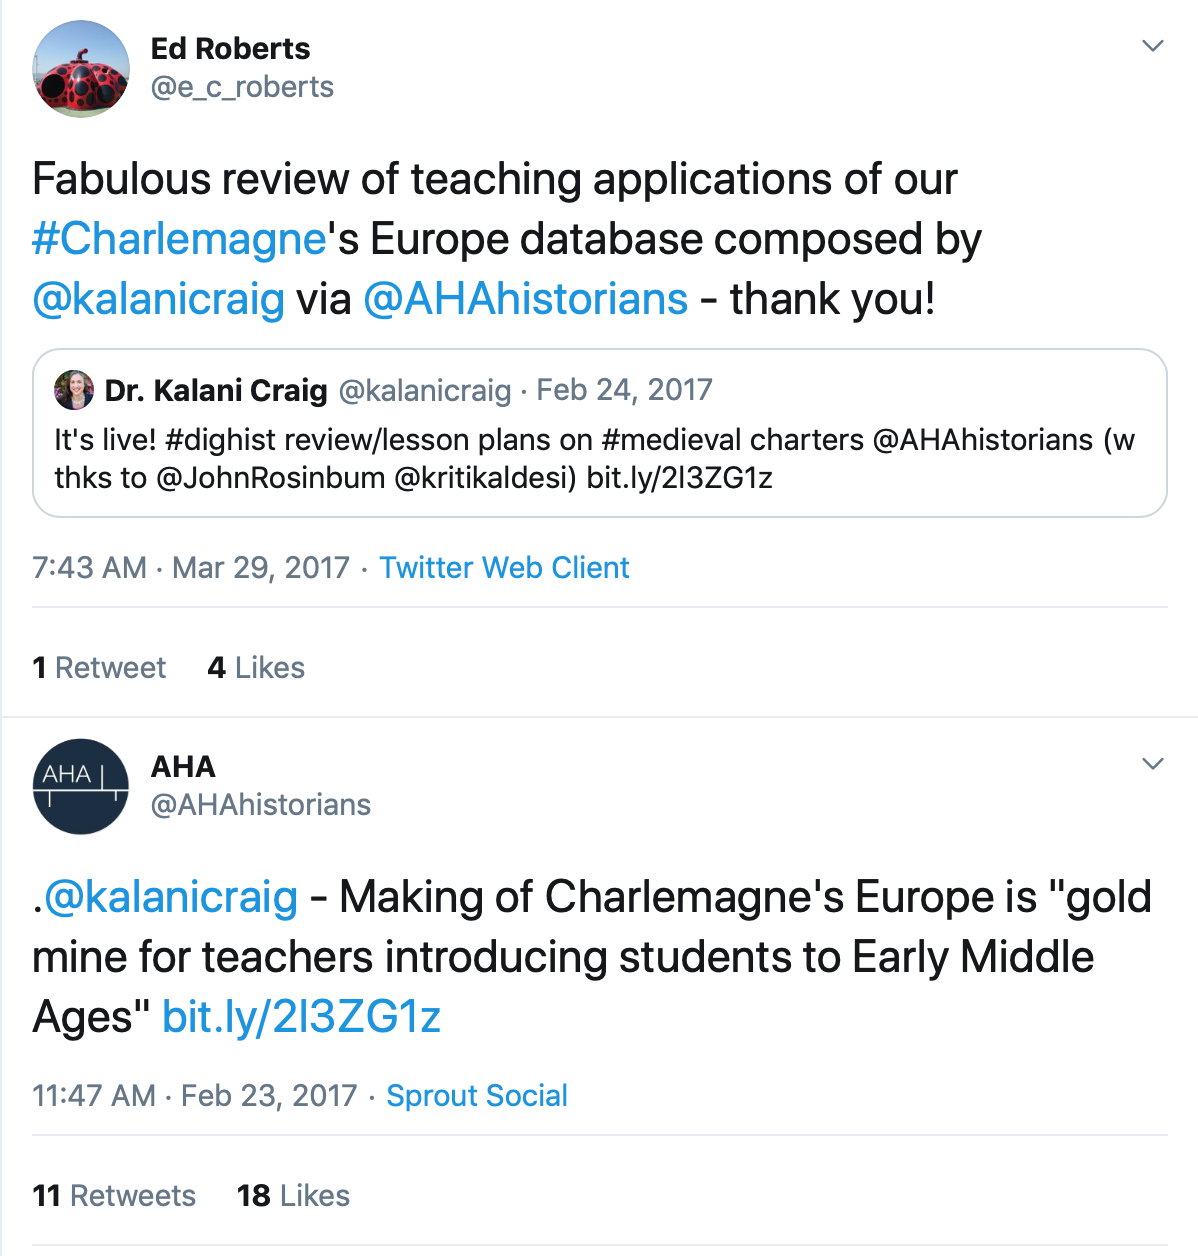 Ed Roberts
@e_c_roberts
Fabulous review of teaching applications of our
#Charlemagne's Europe database composed by
@kalanicraig via @AHAhistorians - thank you!
Dr. Kalani Craig @kalanicraig · Feb 24, 2017
It's live! #dighist review/lesson plans on #medieval charters @AHAhistorians (w
thks to @JohnRosinbum @kritikaldesi) bit.ly/2l3ZG1z
7:43 AM · Mar 29, 2017 · Twitter Web Client
1 Retweet 4 Likes
AHA
AHA
@AHAhistorians
.@kalanicraig - Making of Charlemagne's Europe is "gold
mine for teachers introducing students to Early Middle
Ages" bit.ly/2l3ZG1z
11:47 AM · Feb 23, 2017 · Sprout Social
11 Retweets 18 Likes